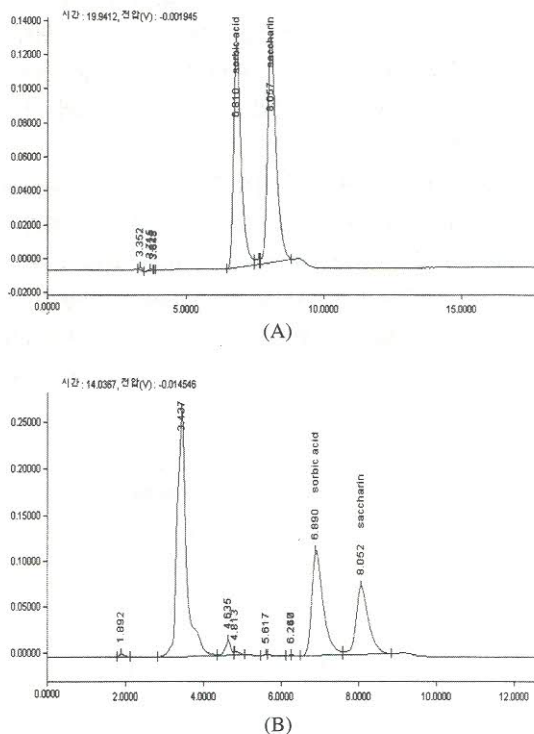 시간 : 19.9412, 전압(V) : -0.001945
0.14000
0.12000
0.10000
0.08000
0.06000
0.04000
0.02000
0.00000
-0.02000
3.352
6.810 sorbic acid
8.057 saccharin
0.0000 5.0000 10.0000 15.0000
(A)
시간 : 14.0367, 전압(V) : -0.014546
0.25000
0.20000
0.15000
0.10000
0.05000
0.00000
1.892
3.437
4.635
4.813
5.617
6.890 sorbic acid
8.052 saccharin
0.0000 2.0000 4.0000 6.0000 8.0000 10.0000 12.0000
(B)